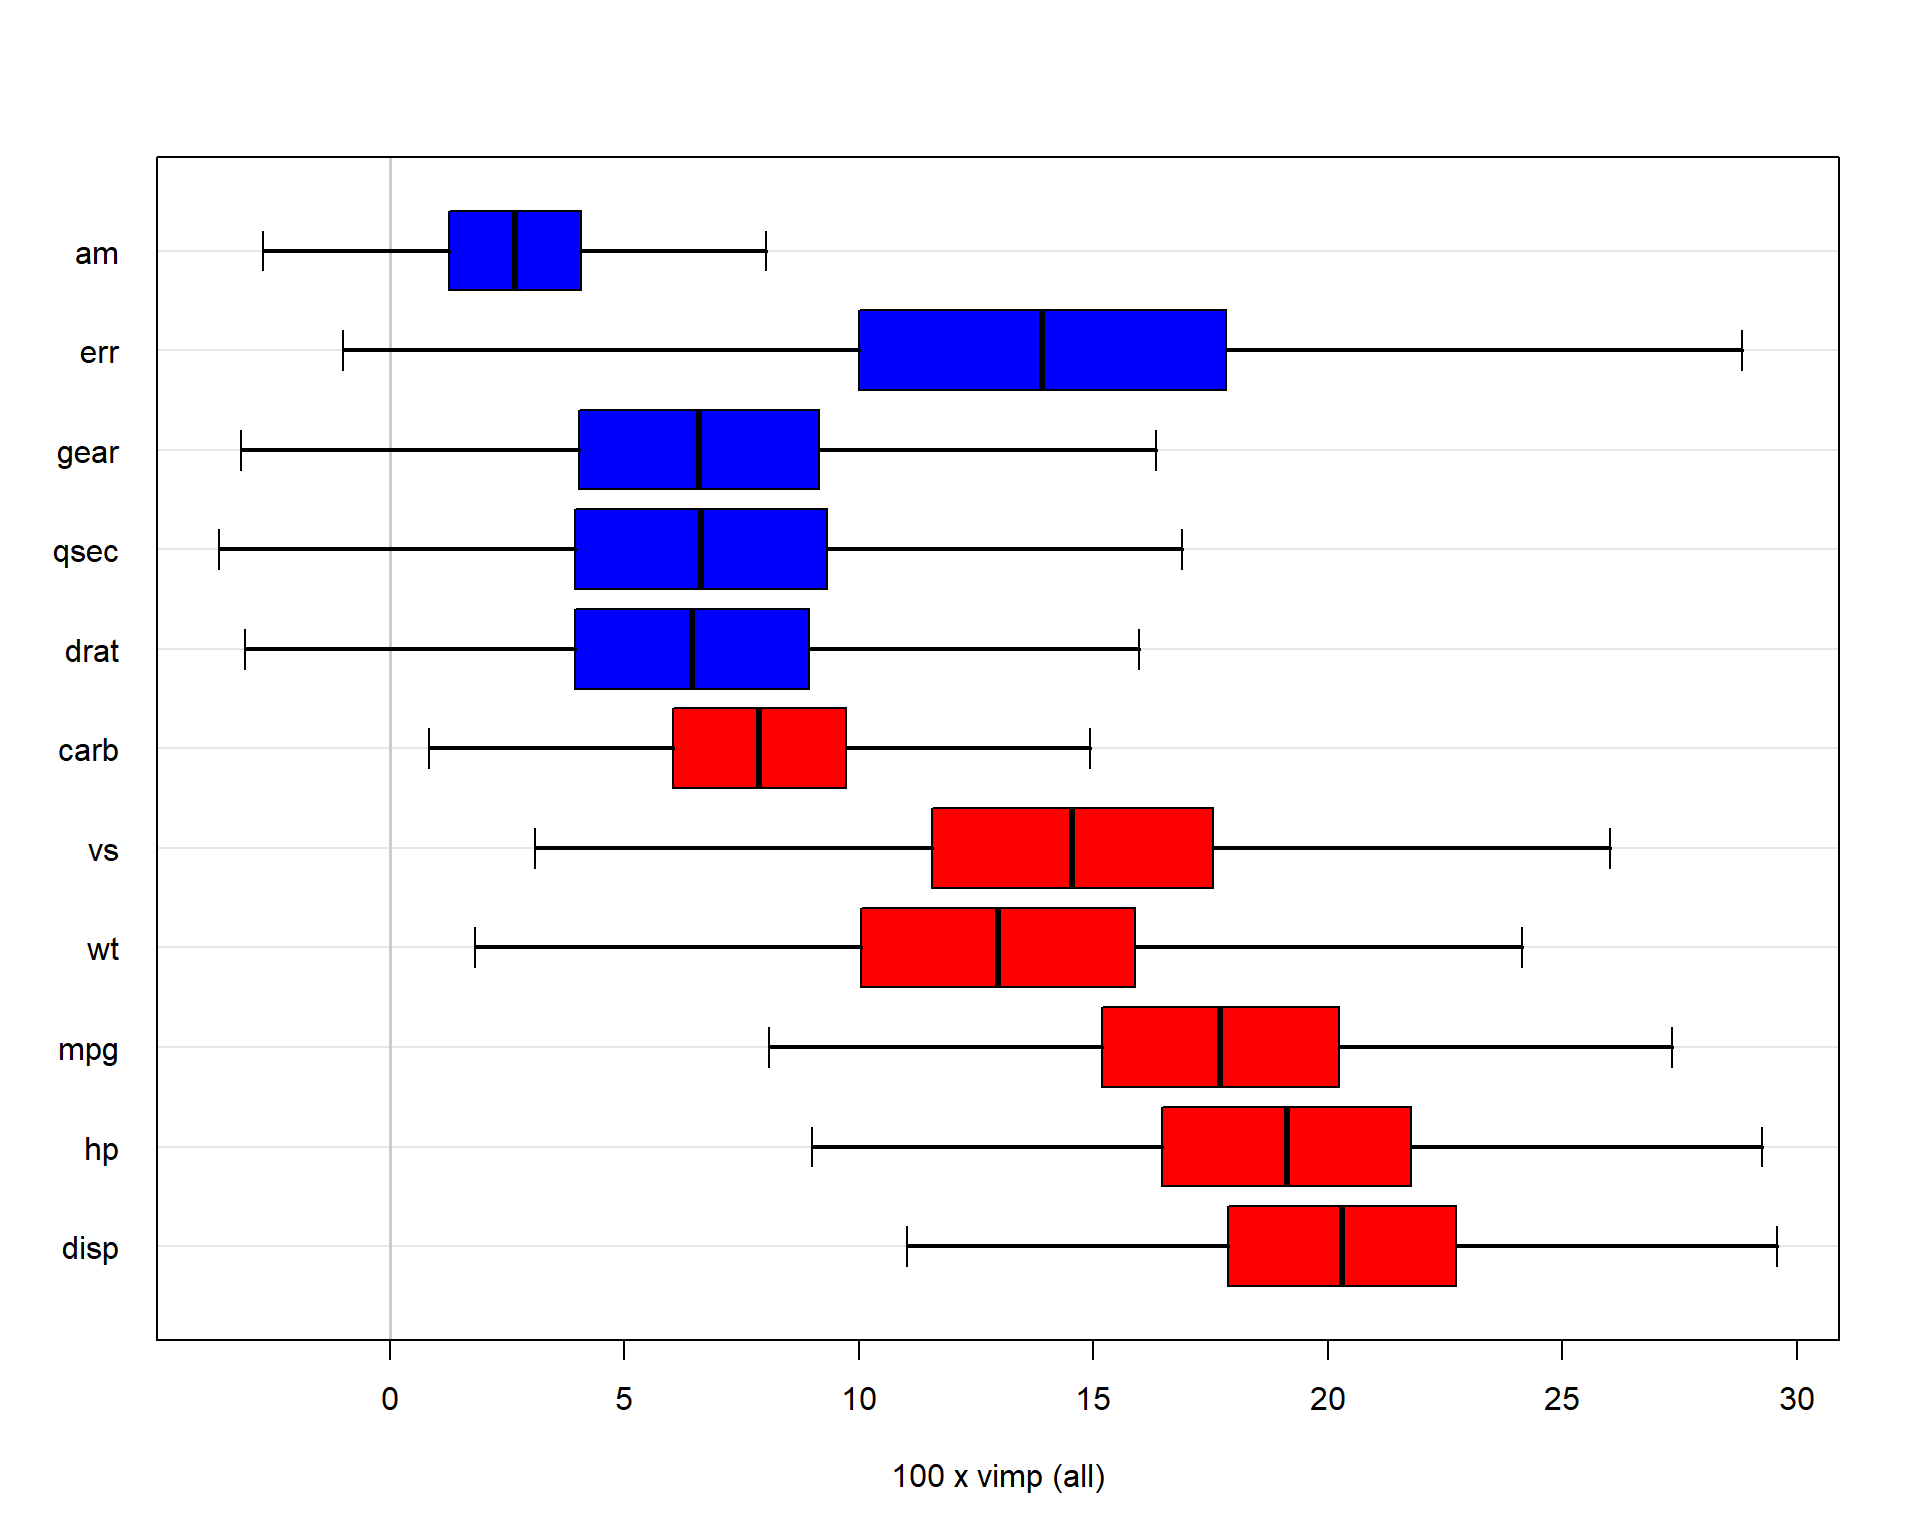 am
err
gear
qsec
drat
carb
vs
wt
mpg
hp
disp
0 5 10 15 20 25 30
100 x vimp (all)